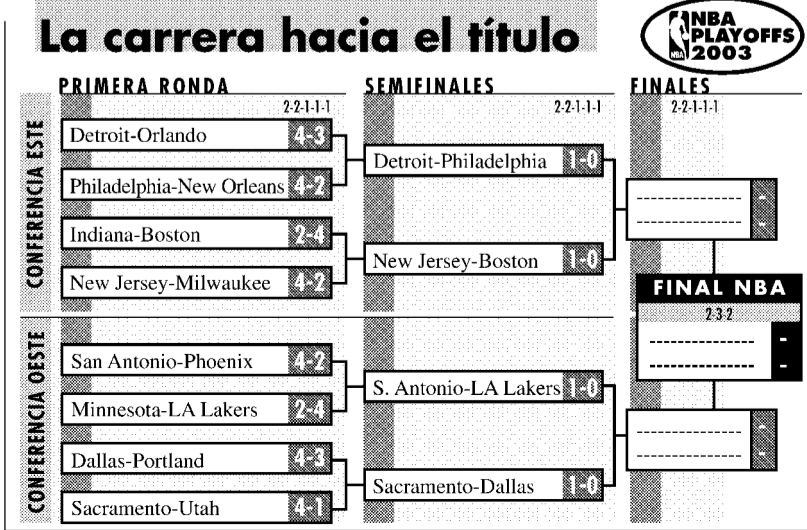 La carrera hacia el título
NBA
PLAYOFFS
2003
NBA
PRIMERA RONDA
2-2-1-1-1
SEMIFINALES
2-2-1-1-1
FINALES
2-2-1-1-1
CONFERENCIA ESTE
Detroit-Orlando 4-3
Philadelphia-New Orleans 4-2
Indiana-Boston 2-4
New Jersey-Milwaukee 4-2
Detroit-Philadelphia 1-0
New Jersey-Boston 1-0
FINAL NBA
2-3-2
CONFERENCIA OESTE
San Antonio-Phoenix 4-2
Minnesota-LA Lakers 2-4
Dallas-Portland 4-3
Sacramento-Utah 4-1
S. Antonio-LA Lakers 1-0
Sacramento-Dallas 1-0